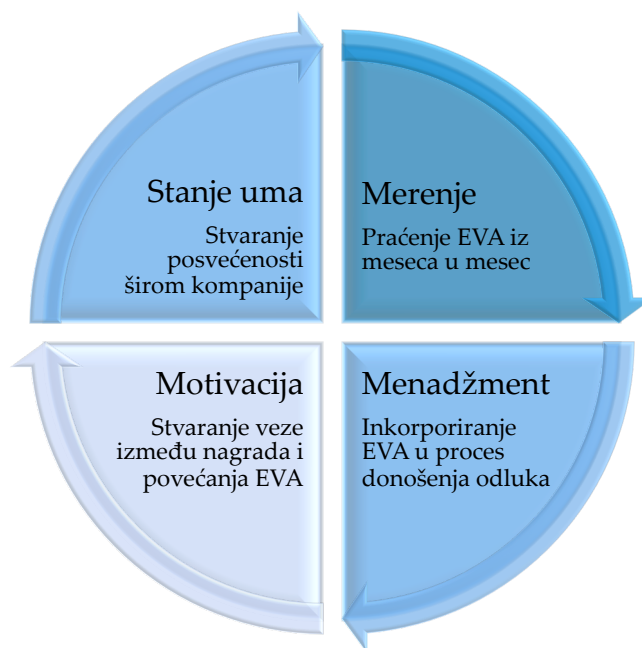 Stanje uma
Stvaranje
posvećenosti
širom kompanije
Merenje
Praćenje EVA iz
meseca u mesec
Motivacija
Stvaranje veze
između nagrada i
povećanja EVA
Menadžment
Inkorporiranje
EVA u proces
donošenja odluka